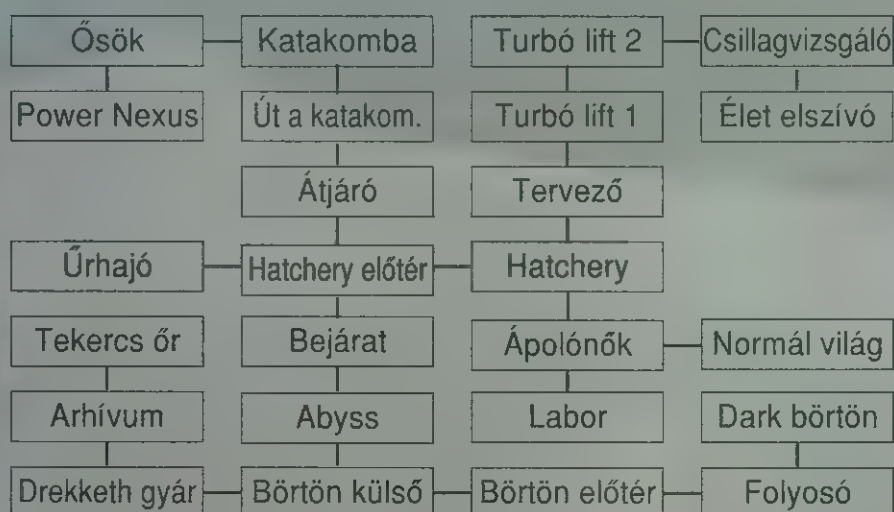 Ősök Katakomba Turbó lift 2 Csillagvizsgáló
Power Nexus Út a katakom. Turbó lift 1 Élet elszívó
Átjáró Tervező
Űrhajó Hatchery előtér Hatchery
Tekercs őr Bejárat Ápolónők Normál világ
Arhívum Abyss Labor Dark börtön
Drekketh gyár Börtön külső Börtön előtér Folyosó